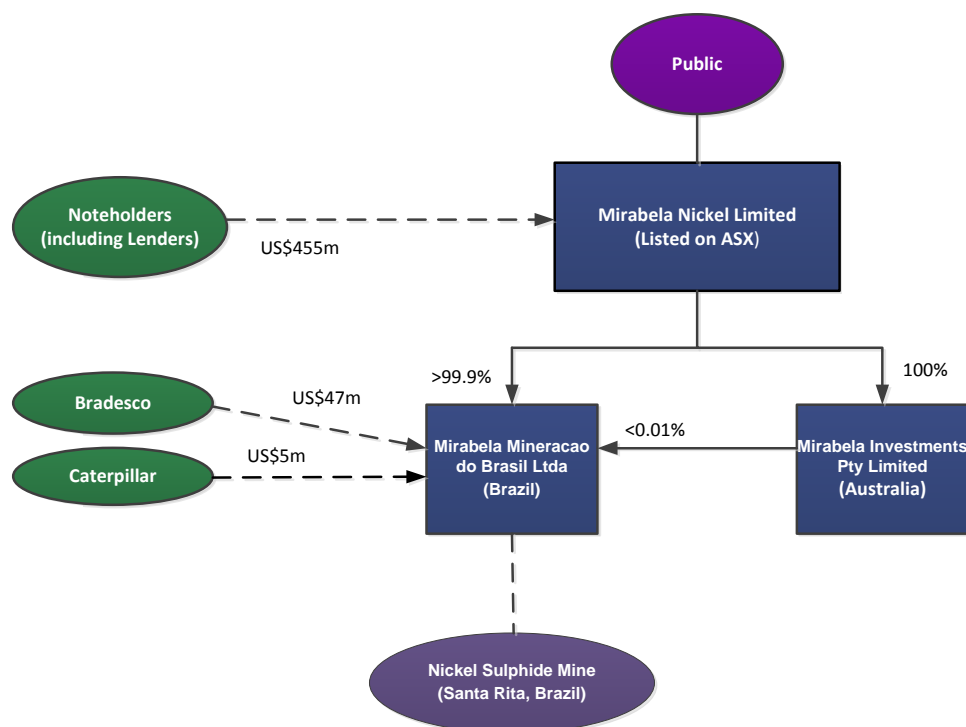 Public
Noteholders
(including Lenders)
US$455m
Mirabela Nickel Limited
(Listed on ASX)
>99.9%
100%
Bradesco
US$47m
Caterpillar
US$5m
Mirabela Mineracao
do Brasil Ltda
(Brazil)
<0.01%
Mirabela Investments
Pty Limited
(Australia)
Nickel Sulphide Mine
(Santa Rita, Brazil)